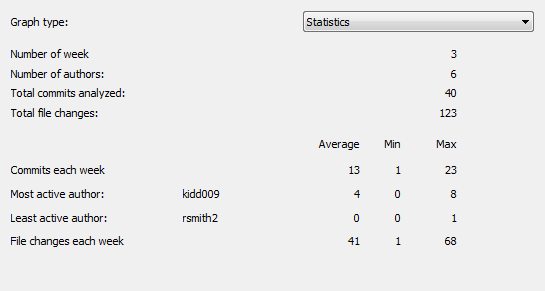 Graph type: Statistics
Number of week 3
Number of authors: 6
Total commits analyzed: 40
Total file changes: 123
Average Min Max
Commits each week 13 1 23
Most active author: kidd009 4 0 8
Least active author: rsmith2 0 0 1
File changes each week 41 1 68